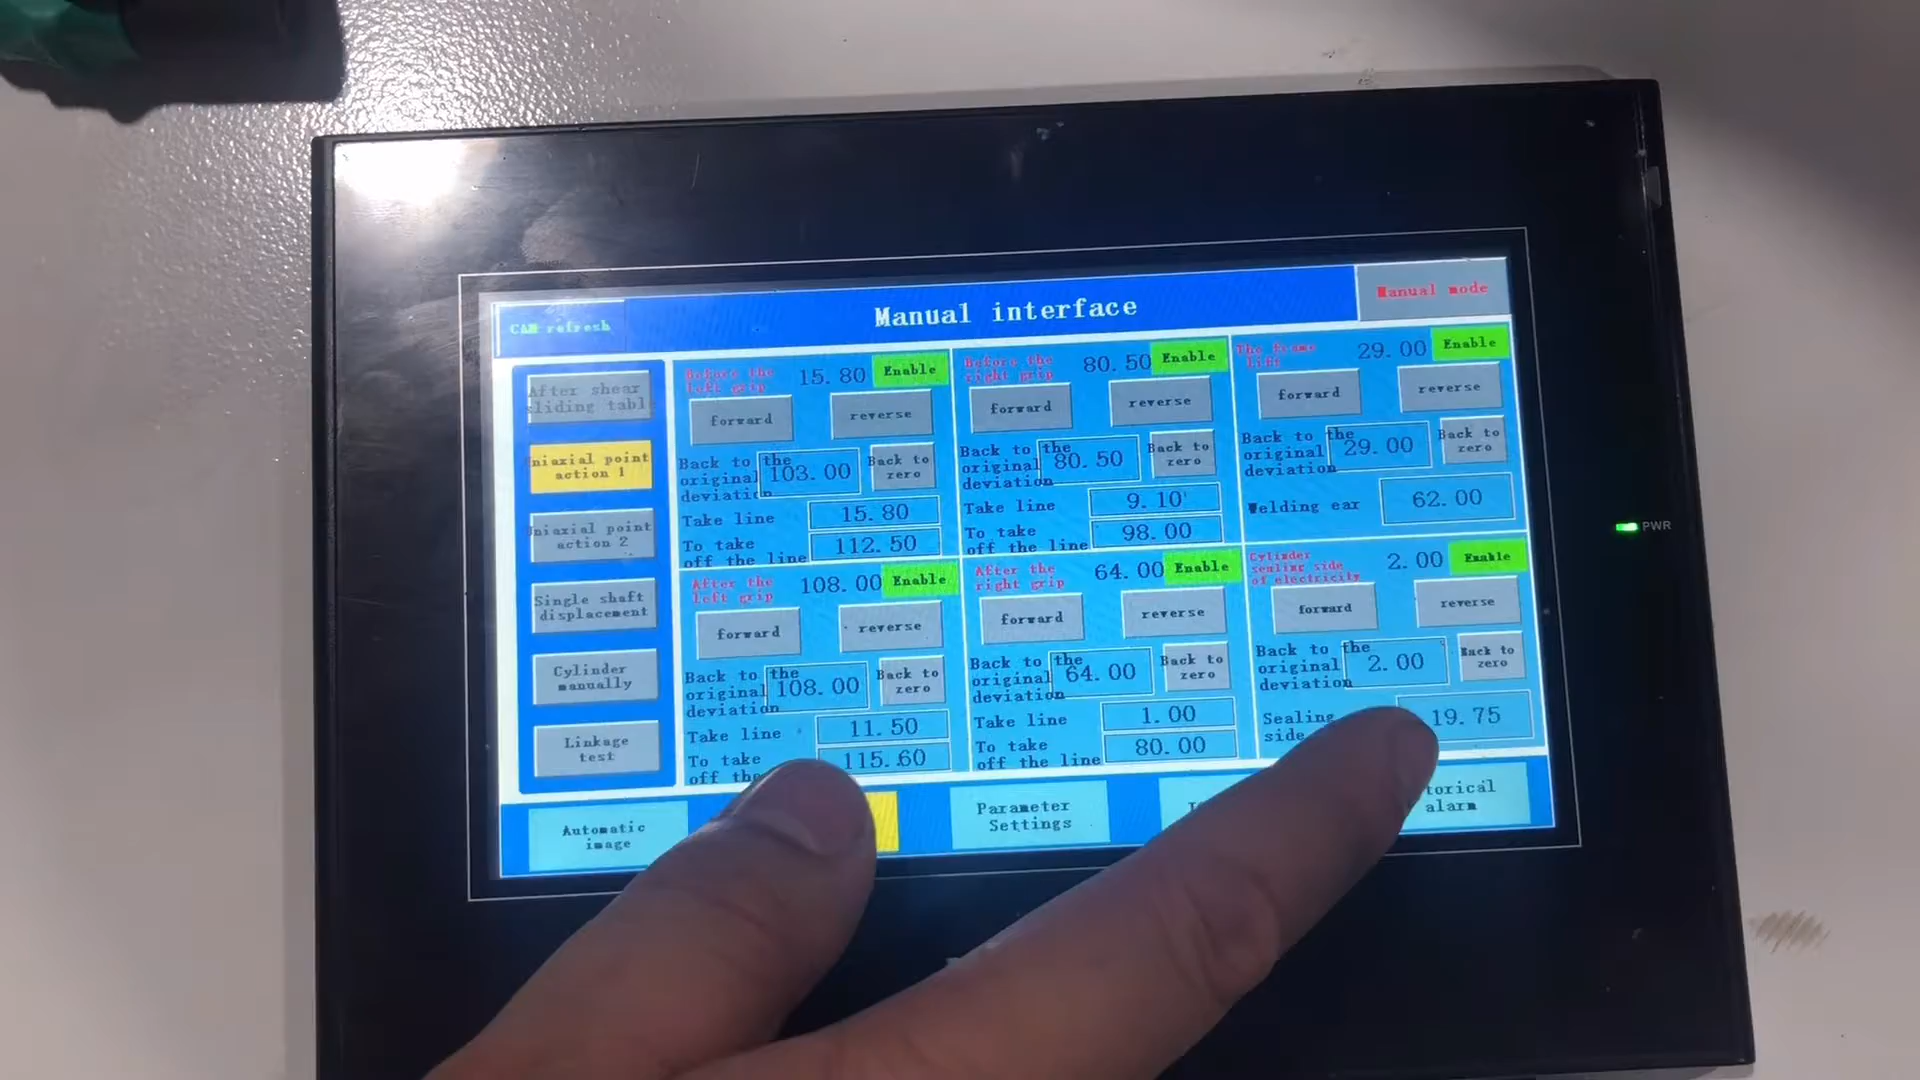 CAM refresh
Manual interface
Manual mode
After shear
sliding table
niaxial point
action 1
Uniaxial point
action 2
Single shaft
displacement
Cylinder
manually
Linkage
test
Before the
left grip
15.80
Enable
forward
reverse
Back to the
original
deviation
103.00
Back to
zero
Take line
15.80
To take
off the line
112.50
Before the
right grip
80.50
Enable
forward
reverse
Back to the
original
deviation
80.50
Back to
zero
Take line
9.10
To take
off the line
98.00
The frame
lift
29.00
Enable
forward
reverse
Back to the
original
deviation
29.00
Back to
zero
Welding ear
62.00
After the
left grip
108.00
Enable
forward
reverse
Back to the
original
deviation
108.00
Back to
zero
Take line
11.50
To take
off the
115.60
After the
right grip
64.00
Enable
forward
reverse
Back to the
original
deviation
64.00
Back to
zero
Take line
1.00
To take
off the line
80.00
Cylinder
sealing side
of electricity
2.00
Enable
forward
reverse
Back to the
original
deviation
2.00
Back to
zero
Sealing
side
19.75
Automatic
image
Parameter
Settings
torical
alarm
PWR